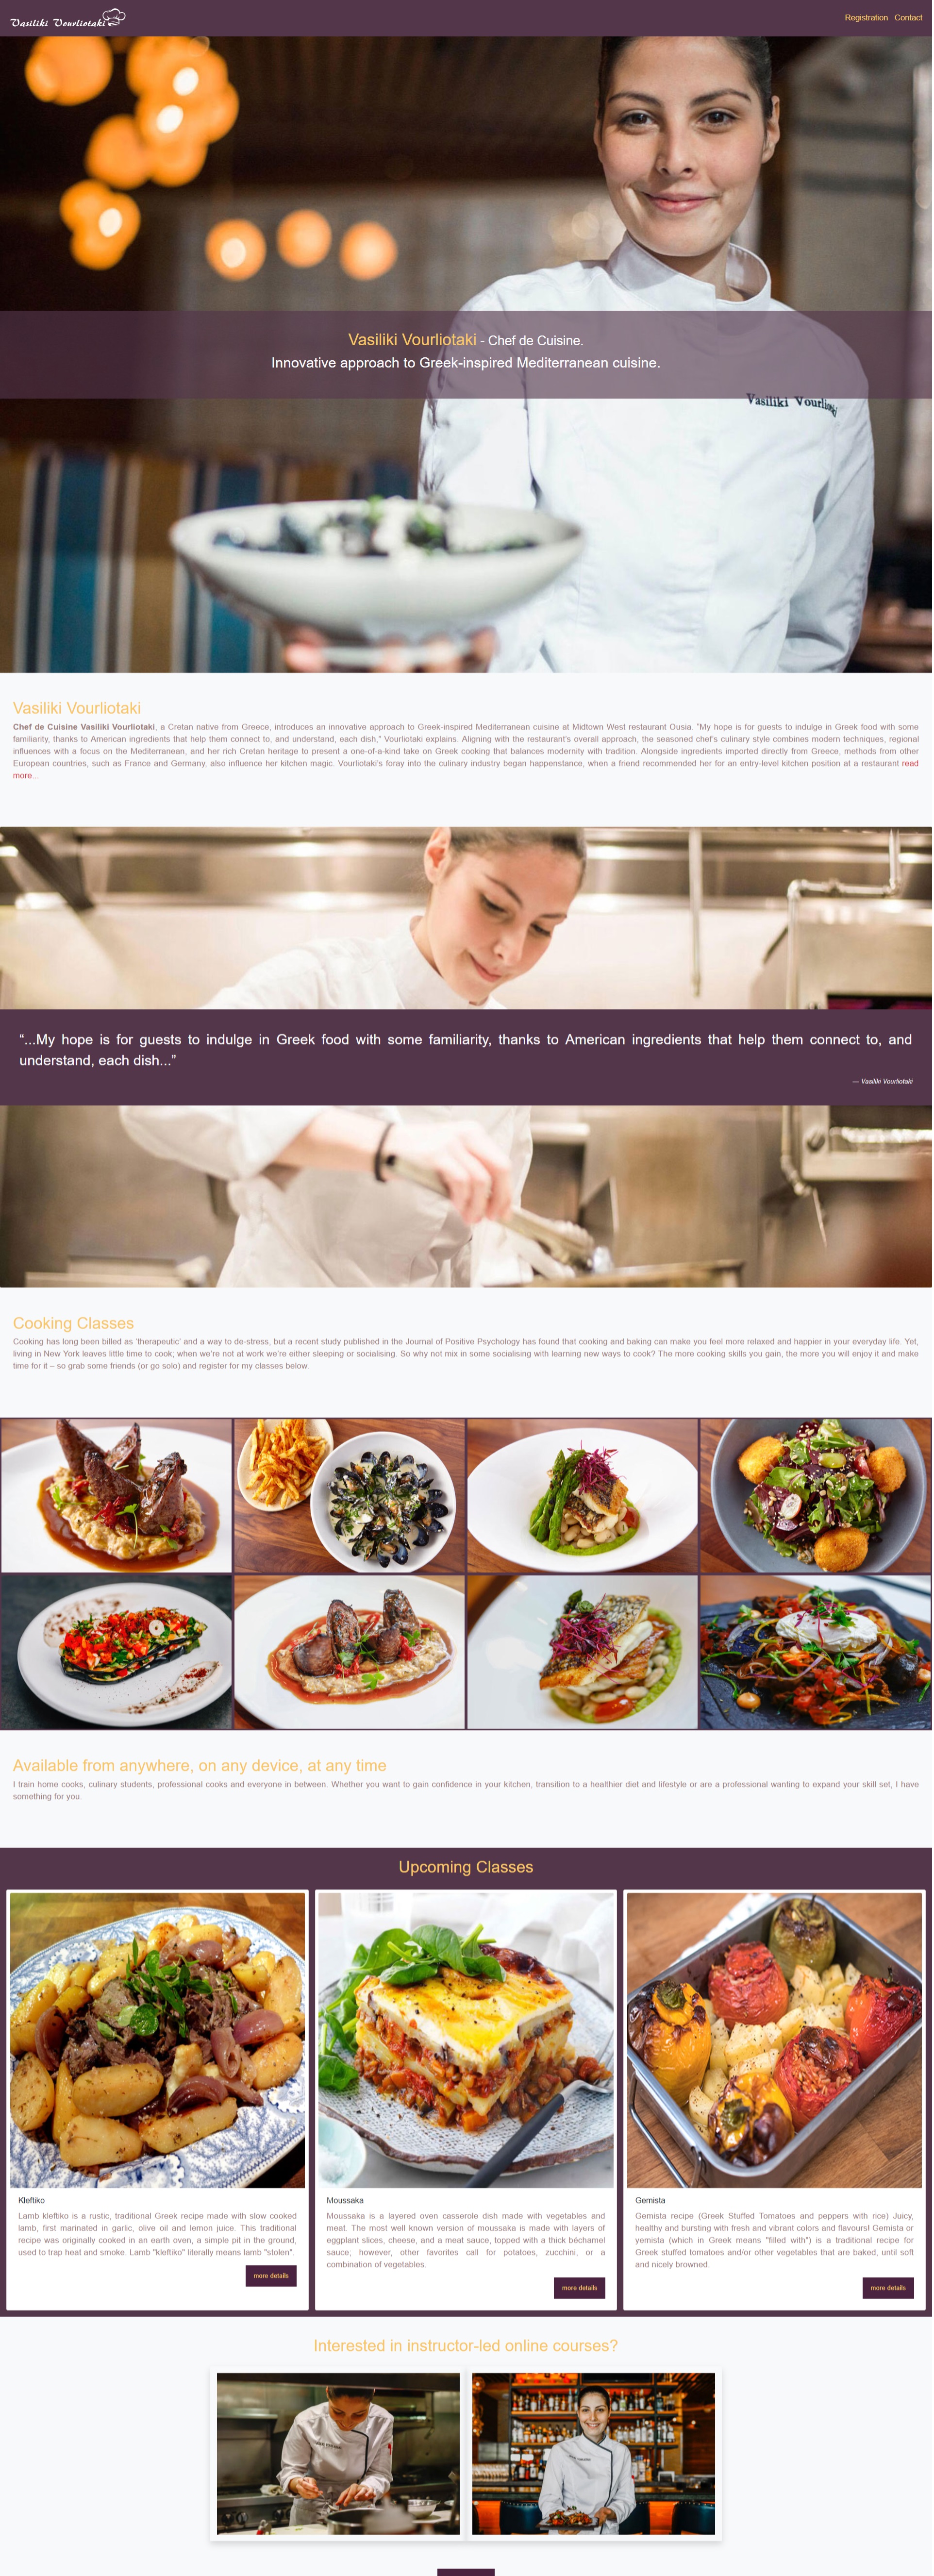 Vasiliki Vourliotaki
Registration Contact
Vasiliki Vourliotaki - Chef de Cuisine.
Innovative approach to Greek-inspired Mediterranean cuisine.
Vasiliki
Vasiliki Vourliotaki
Chef de Cuisine Vasiliki Vourliotaki, a Cretan native from Greece, introduces an innovative approach to Greek-inspired Mediterranean cuisine at Midtown West restaurant Ousia. "My hope is for guests to indulge in Greek food with some
familiarity, thanks to American ingredients that help them connect to, and understand, each dish," Vourliotaki explains. Aligning with the restaurant's overall approach, the seasoned chef's culinary style combines modern techniques, regional
influences with a focus on the Mediterranean, and her rich Cretan heritage to present a one-of-a-kind take on Greek cooking that balances modernity with tradition. Alongside ingredients imported directly from Greece, methods from other
European countries, such as France and Germany, also influence her kitchen magic. Vourliotaki's foray into the culinary industry began happenstance, when a friend recommended her for an entry-level kitchen position at a restaurant read
more...
“...My hope is for guests to indulge in Greek food with some familiarity, thanks to American ingredients that help them connect to, and
understand, each dish...”
— Vasiliki Vourliotaki
Cooking Classes
Cooking has long been billed as 'therapeutic' and a way to de-stress, but a recent study published in the Journal of Positive Psychology has found that cooking and baking can make you feel more relaxed and happier in your everyday life. Yet,
living in New York leaves little time to cook; when we're not at work we're either sleeping or socialising. So why not mix in some socialising with learning new ways to cook? The more cooking skills you gain, the more you will enjoy it and make
time for it – so grab some friends (or go solo) and register for my classes below.
Available from anywhere, on any device, at any time
I train home cooks, culinary students, professional cooks and everyone in between. Whether you want to gain confidence in your kitchen, transition to a healthier diet and lifestyle or are a professional wanting to expand your skill set, I have
something for you.
Upcoming Classes
Kleftiko
Lamb kleftiko is a rustic, traditional Greek recipe made with slow cooked
lamb, first marinated in garlic, olive oil and lemon juice. This traditional
recipe was originally cooked in an earth oven, a simple pit in the ground,
used to trap heat and smoke. Lamb "kleftiko" literally means lamb "stolen".
more details
Moussaka
Moussaka is a layered oven casserole dish made with vegetables and
meat. The most well known version of moussaka is made with layers of
eggplant slices, cheese, and a meat sauce, topped with a thick béchamel
sauce; however, other favorites call for potatoes, zucchini, or a
combination of vegetables.
more details
Gemista
Gemista recipe (Greek Stuffed Tomatoes and peppers with rice) Juicy,
healthy and bursting with fresh and vibrant colors and flavours! Gemista or
yemista (which in Greek means "filled with") is a traditional recipe for
Greek stuffed tomatoes and/or other vegetables that are baked, until soft
and nicely browned.
more details
Interested in instructor-led online courses?